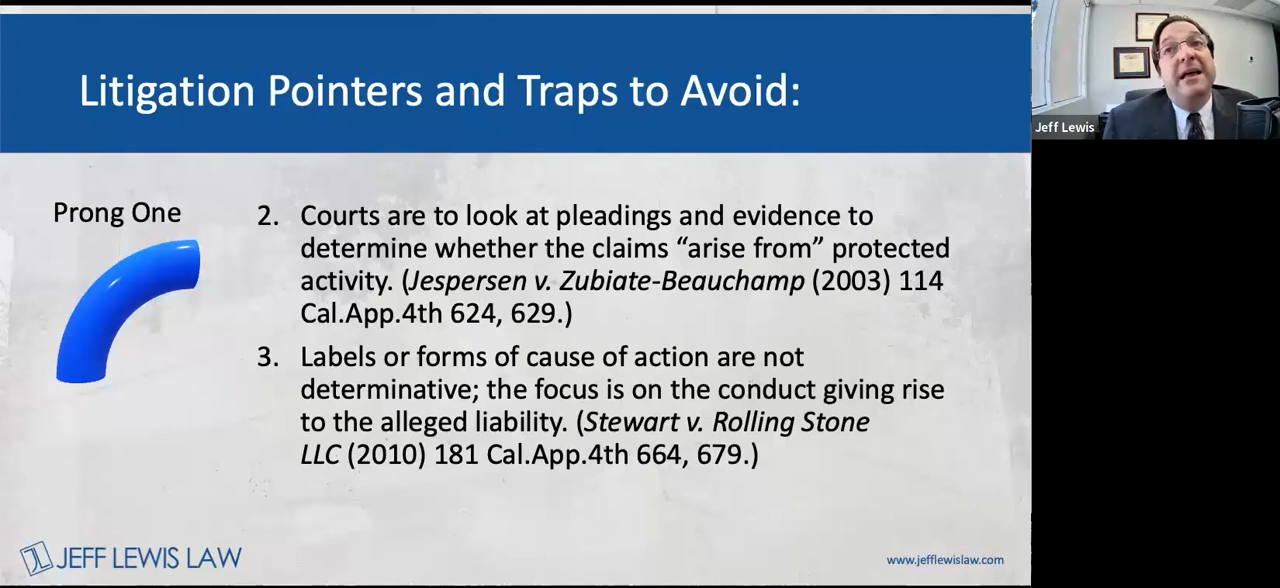 Litigation Pointers and Traps to Avoid:
Jeff Lewis
Prong One
2. Courts are to look at pleadings and evidence to
determine whether the claims “arise from” protected
activity. (Jespersen v. Zubiate-Beauchamp (2003) 114
Cal.App.4th 624, 629.)
3. Labels or forms of cause of action are not
determinative; the focus is on the conduct giving rise
to the alleged liability. (Stewart v. Rolling Stone
LLC (2010) 181 Cal.App.4th 664, 679.)
JEFF LEWIS LAW
www.jefflewislaw.com